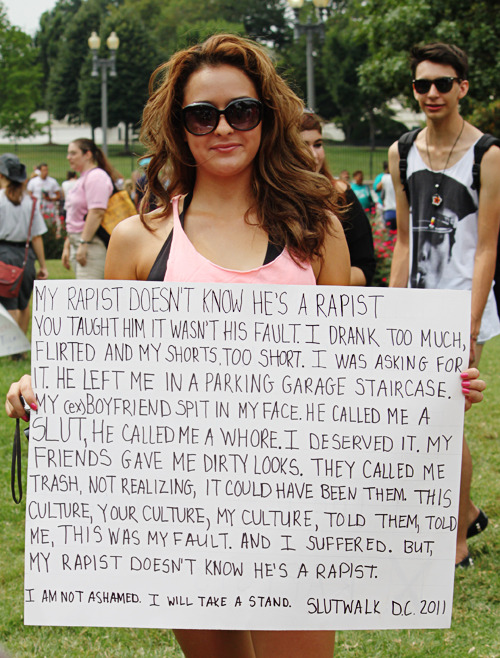 MY RAPIST DOESN'T KNOW HE'S A RAPIST
YOU TAUGHT HIM IT WASN'T HIS FAULT. I DRANK TOO MUCH,
FLIRTED AND MY SHORTS, TOO SHORT. I WAS ASKING FOR
IT. HE LEFT ME IN A PARKING GARAGE STAIRCASE.
MY (ex)BOYFRIEND SPIT IN MY FACE. HE CALLED ME A
SLUT, HE CALLED ME A WHORE. I DESERVED IT. MY
FRIENDS GAVE ME DIRTY LOOKS. THEY CALLED ME
TRASH, NOT REALIZING, IT COULD HAVE BEEN THEM. THIS
CULTURE, YOUR CULTURE, MY CULTURE, TOLD THEM, TOLD
ME, THIS WAS MY FAULT. AND I SUFFERED. BUT,
MY RAPIST DOESN'T KNOW HE'S A RAPIST.
I AM NOT ASHAMED. I WILL TAKE A STAND. SLUTWALK D.C. 2011